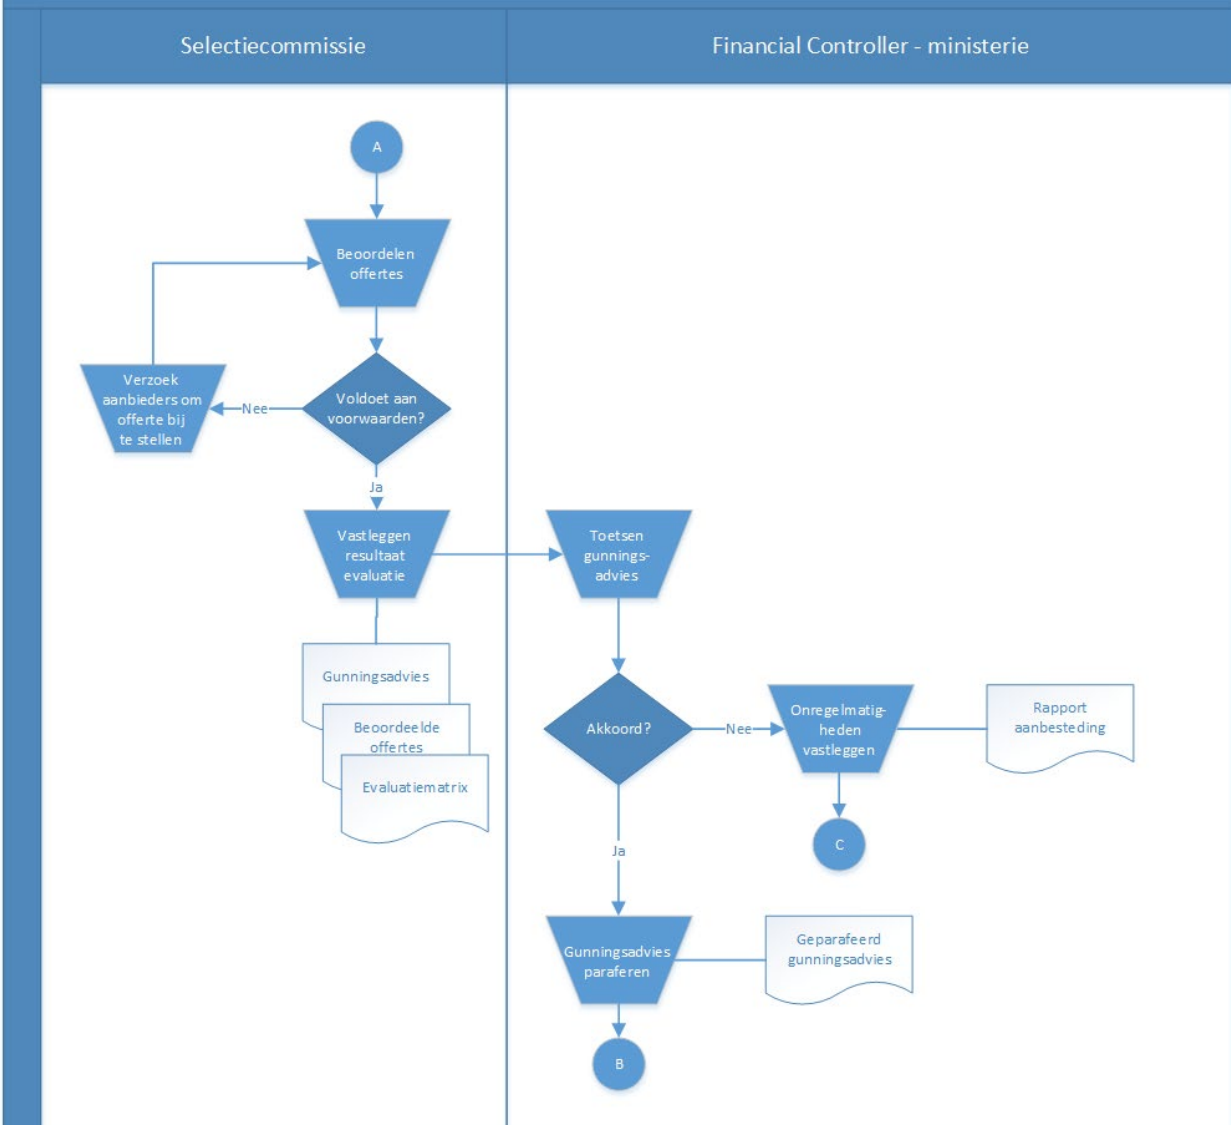 Selectiecommissie
Financial Controller - ministerie
A
Beoordelen
offertes
Verzoek
aanbieders om
offerte bij
te stellen
Nee
Voldoet aan
voorwaarden?
Ja
Vastleggen
resultaat
evaluatie
Toetsen
gunnings-
advies
Gunningsadvies
Beoordeelde
offertes
Evaluatiematrix
Akkoord?
Nee
Onregelmatig-
heden
vastleggen
Rapport
aanbesteding
C
Ja
Gunningsadvies
paraferen
Geparafeerd
gunningsadvies
B